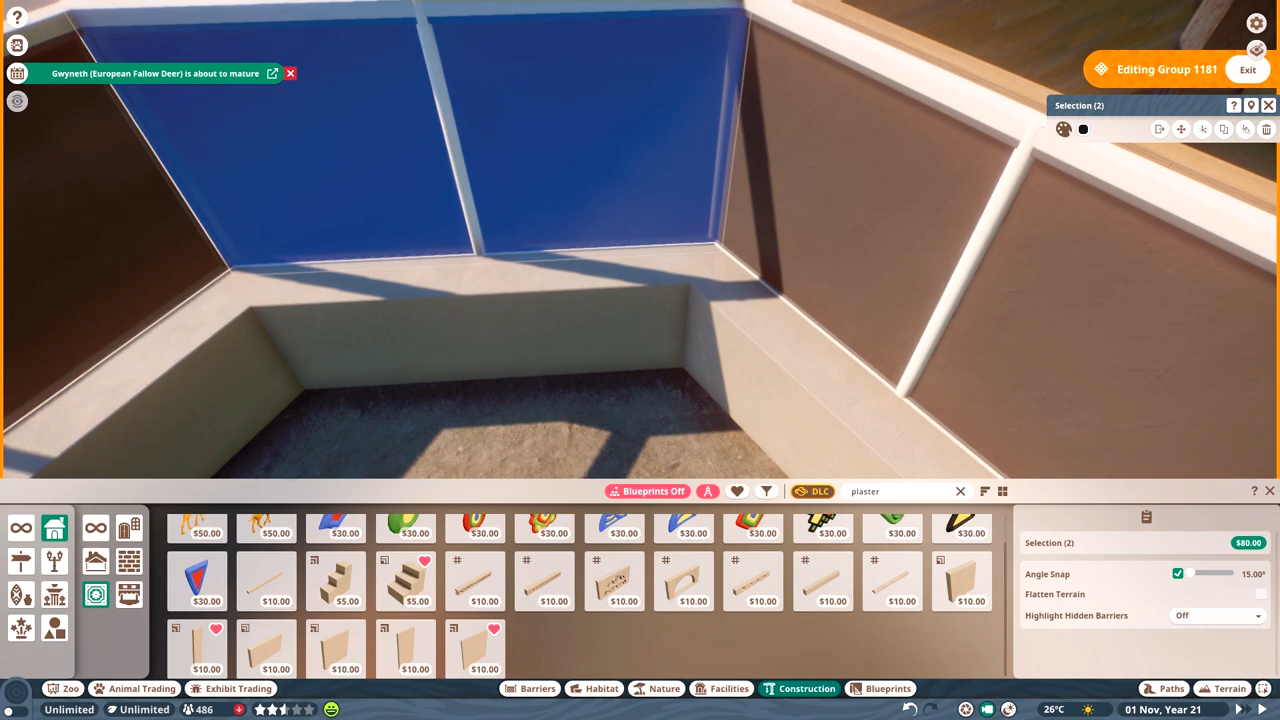 ?
Gwyneth (European Fallow Deer) is about to mature
Editing Group 1181
Exit
Selection (2)
?
Blueprints Off
DLC
plaster
?
$50.00
$50.00
$30.00
$30.00
$30.00
$30.00
$30.00
$30.00
$30.00
$30.00
$30.00
$30.00
$30.00
$10.00
$5.00
$5.00
$10.00
$10.00
$10.00
$10.00
$10.00
$10.00
$10.00
$10.00
$10.00
$10.00
$10.00
$10.00
$10.00
Selection (2)
$80.00
Angle Snap
15.00°
Flatten Terrain
Highlight Hidden Barriers
Off
Zoo
Animal Trading
Exhibit Trading
Barriers
Habitat
Nature
Facilities
Construction
Blueprints
Paths
Terrain
Unlimited
Unlimited
486
26°C
01 Nov, Year 21